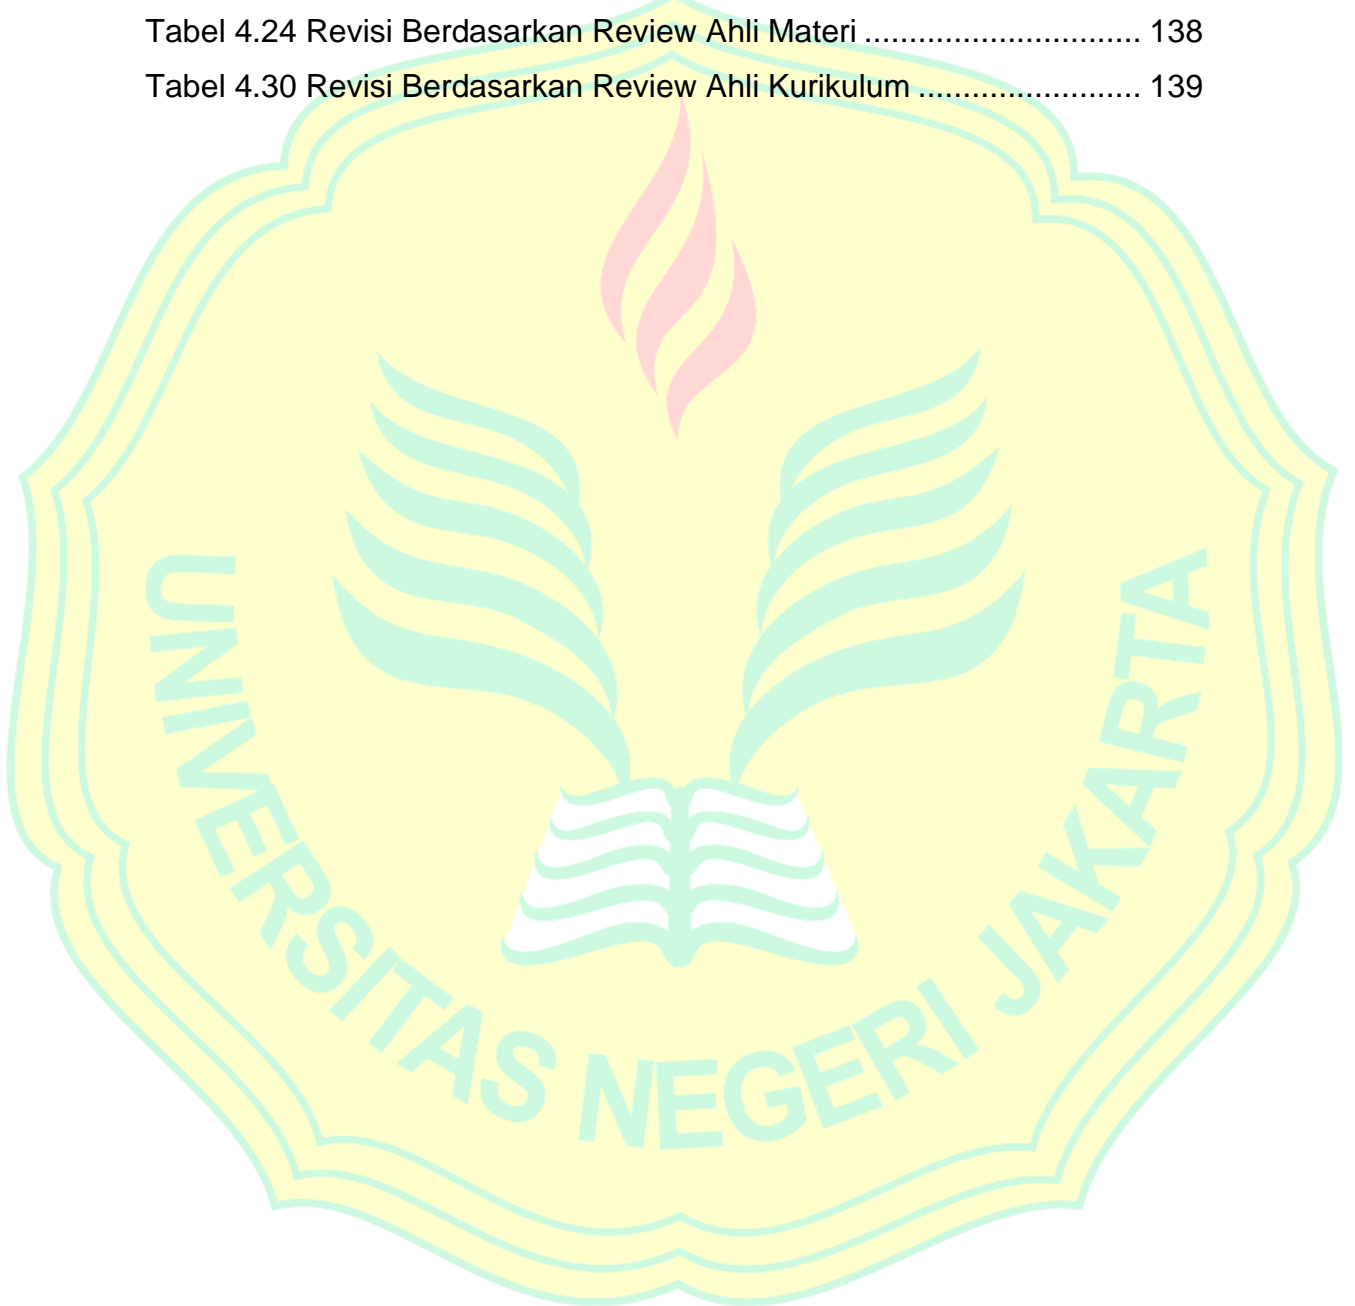 Tabel 4.24 Revisi Berdasarkan Review Ahli Materi ............................... 138
Tabel 4.30 Revisi Berdasarkan Review Ahli Kurikulum ......................... 139
UNIVERSITAS NEGERI JAKARTA